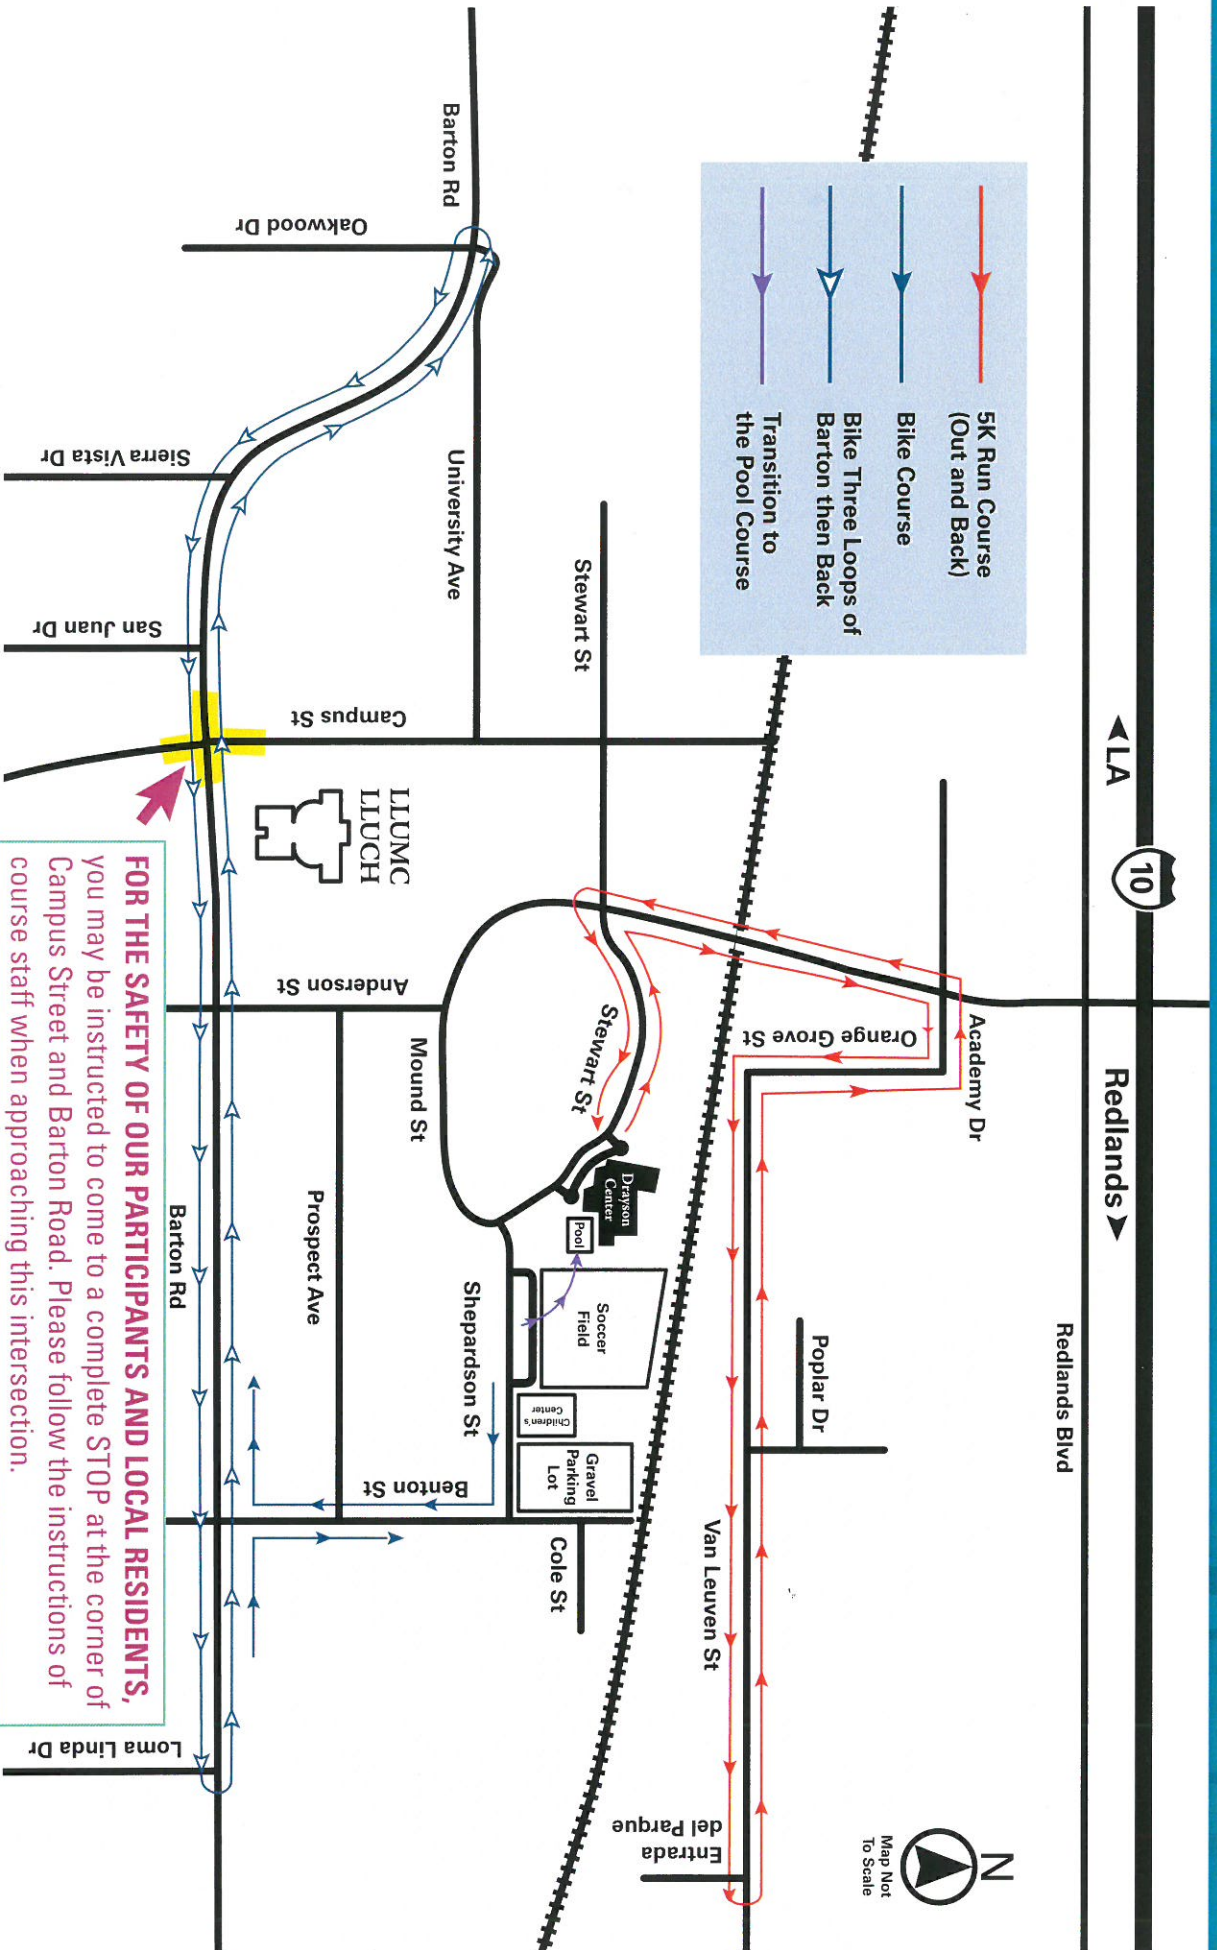 ◄ LA
10
Redlands ►
Redlands Blvd
N
Map Not
To Scale
5K Run Course
(Out and Back)
Bike Course
Bike Three Loops of
Barton then Back
Transition to
the Pool Course
Academy Dr
Orange Grove St
Poplar Dr
Van Leuven St
Entrada
del Parque
Stewart St
Stewart St
Drayson
Center
Pool
Soccer
Field
Children's
Center
Gravel
Parking
Lot
Cole St
Barton Rd
University Ave
Mound St
Shepardson St
Benton St
Oakwood Dr
Campus St
LLUMC
LLUCH
Anderson St
Prospect Ave
Sierra Vista Dr
San Juan Dr
Barton Rd
Loma Linda Dr
FOR THE SAFETY OF OUR PARTICIPANTS AND LOCAL RESIDENTS,
you may be instructed to come to a complete STOP at the corner of
Campus Street and Barton Road. Please follow the instructions of
course staff when approaching this intersection.